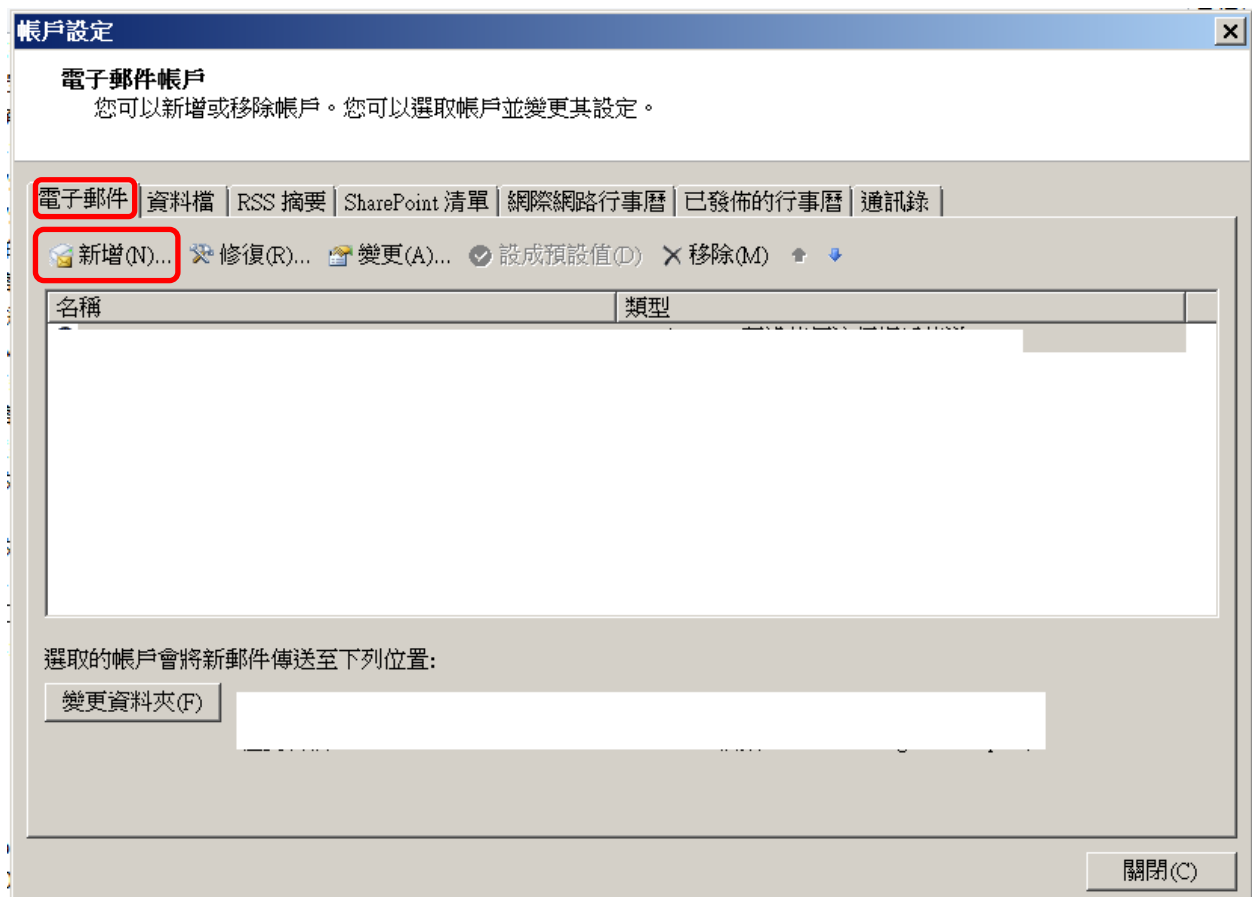 帳戶設定
電子郵件帳戶
您可以新增或移除帳戶。您可以選取帳戶並變更其設定。
電子郵件 資料檔 RSS 摘要 SharePoint 清單 網際網路行事曆 已發佈的行事曆 通訊錄
新增(N)... 修復(R)... 變更(A)... 設成預設值(D) 移除(M)
名稱 類型
選取的帳戶會將新郵件傳送至下列位置:
變更資料夾(F)
關閉(C)